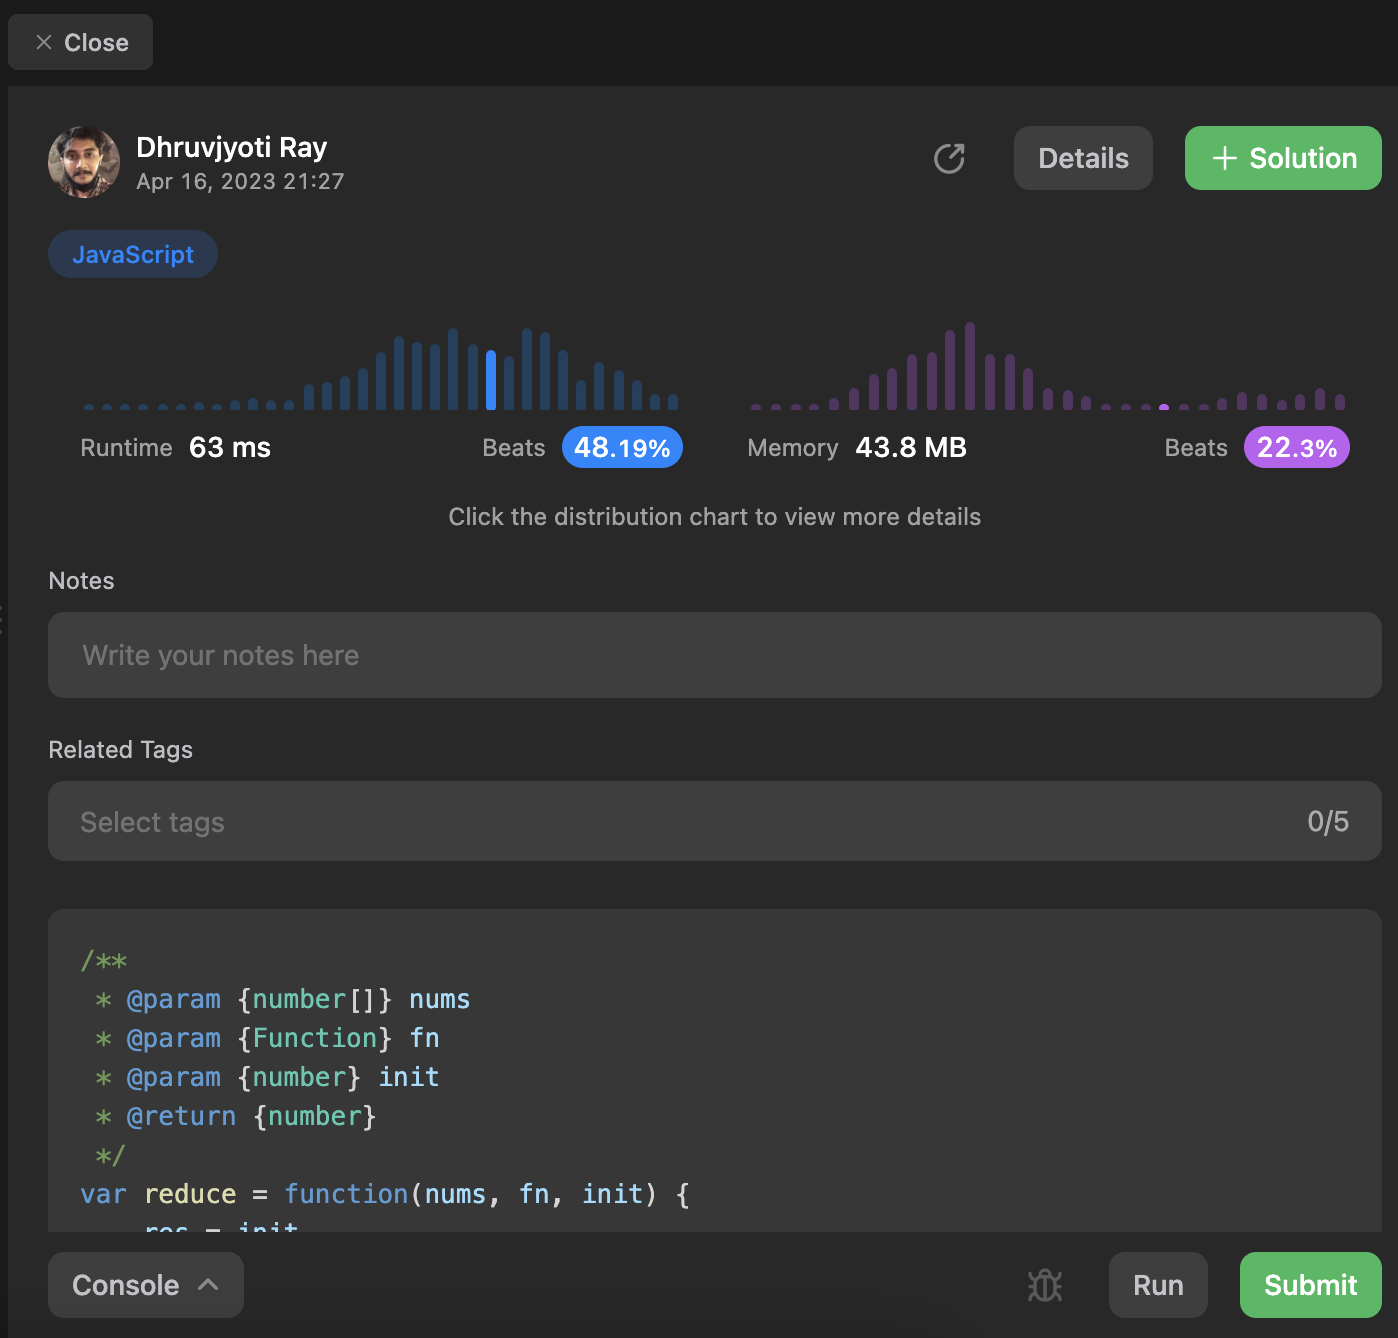 Close
Dhruvjyoti Ray
Apr 16, 2023 21:27
Details
+ Solution
JavaScript
Runtime 63 ms Beats 48.19%
Memory 43.8 MB Beats 22.3%
Click the distribution chart to view more details
Notes
Write your notes here
Related Tags
Select tags 0/5
/**
 * @param {number[]} nums
 * @param {Function} fn
 * @param {number} init
 * @return {number}
 */
var reduce = function(nums, fn, init) {
res = init
Console
Run
Submit